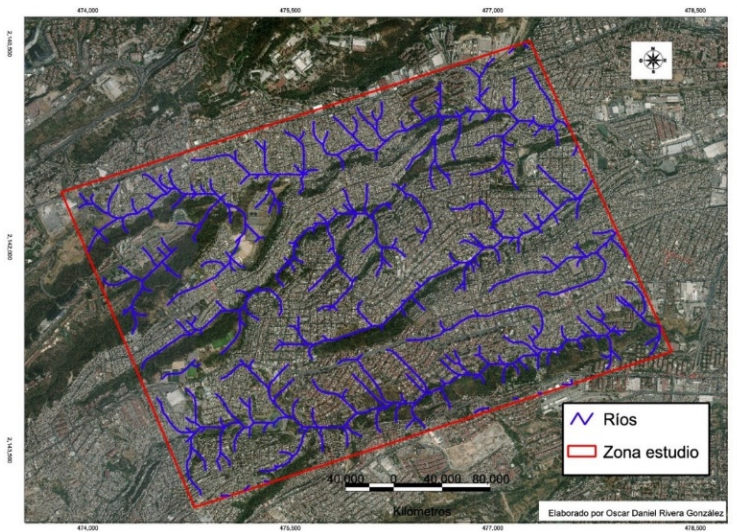 474,000 475,500 477,000 478,500
2,140,500
2,142,000
2,143,500
Ríos
Zona estudio
40,000 0 40,000 80,000
Kilómetros
Elaborado por Oscar Daniel Rivera González
474,000 475,500 477,000 478,500